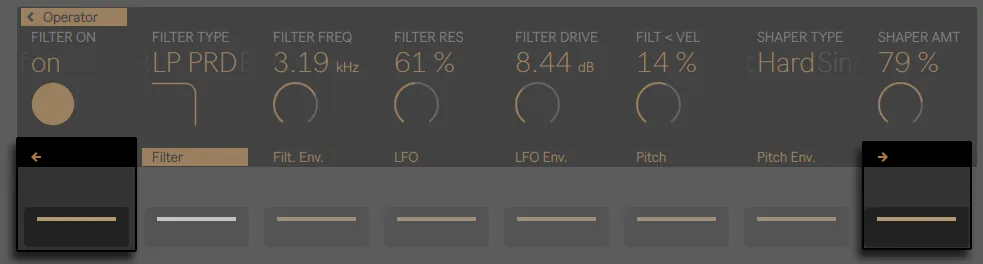 Operator
FILTER ON FILTER TYPE FILTER FREQ FILTER RES FILTER DRIVE FILT < VEL SHAPER TYPE SHAPER AMT
on LP PRD 3.19 kHz 61 % 8.44 dB 14 % Hard Sin 79 %
Filter Filt. Env. LFO LFO Env. Pitch Pitch Env.